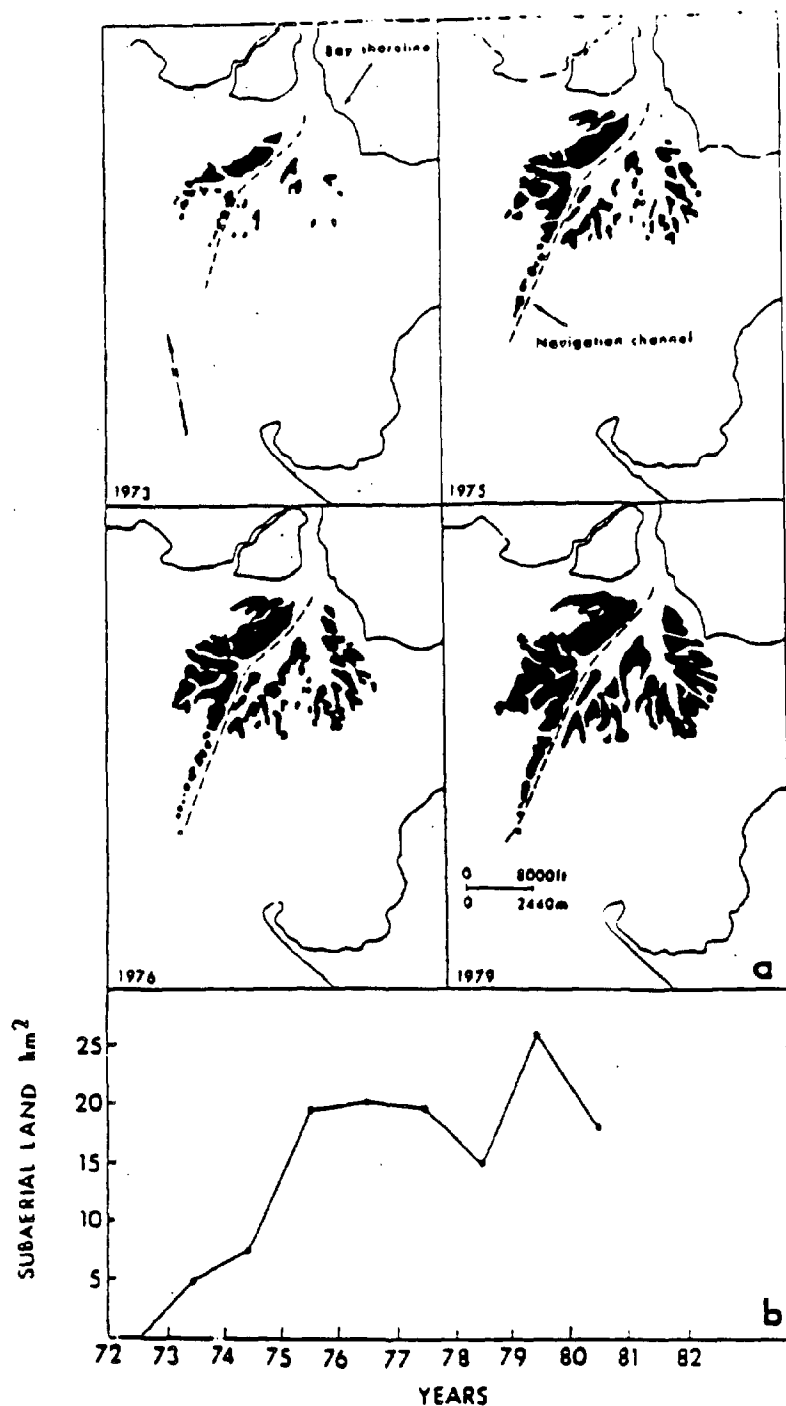 Bay shoreline
N
1973
Navigation channel
1975
1976
0 8000ft
0 2440m
1979
a
SUBAERIAL LAND km²
25
20
15
10
5
b
72 73 74 75 76 77 78 79 80 81 82
YEARS